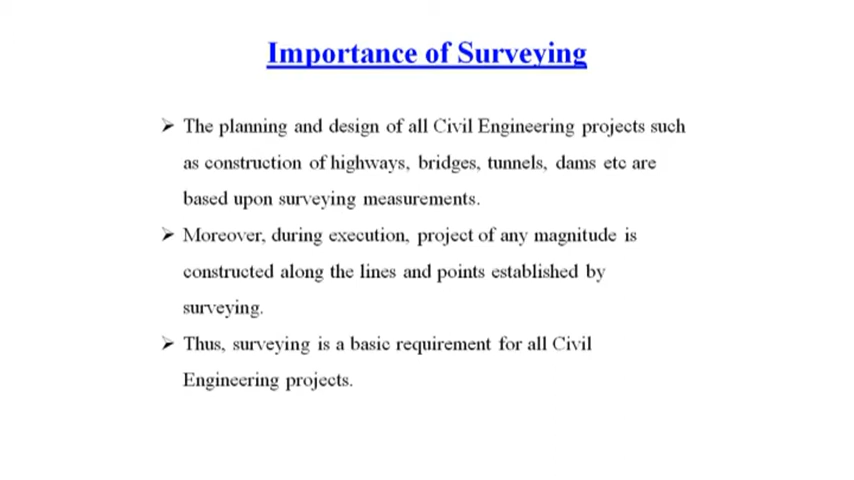 Importance of Surveying
➢ The planning and design of all Civil Engineering projects such
as construction of highways, bridges, tunnels, dams etc are
based upon surveying measurements.
➢ Moreover, during execution, project of any magnitude is
constructed along the lines and points established by
surveying.
➢ Thus, surveying is a basic requirement for all Civil
Engineering projects.